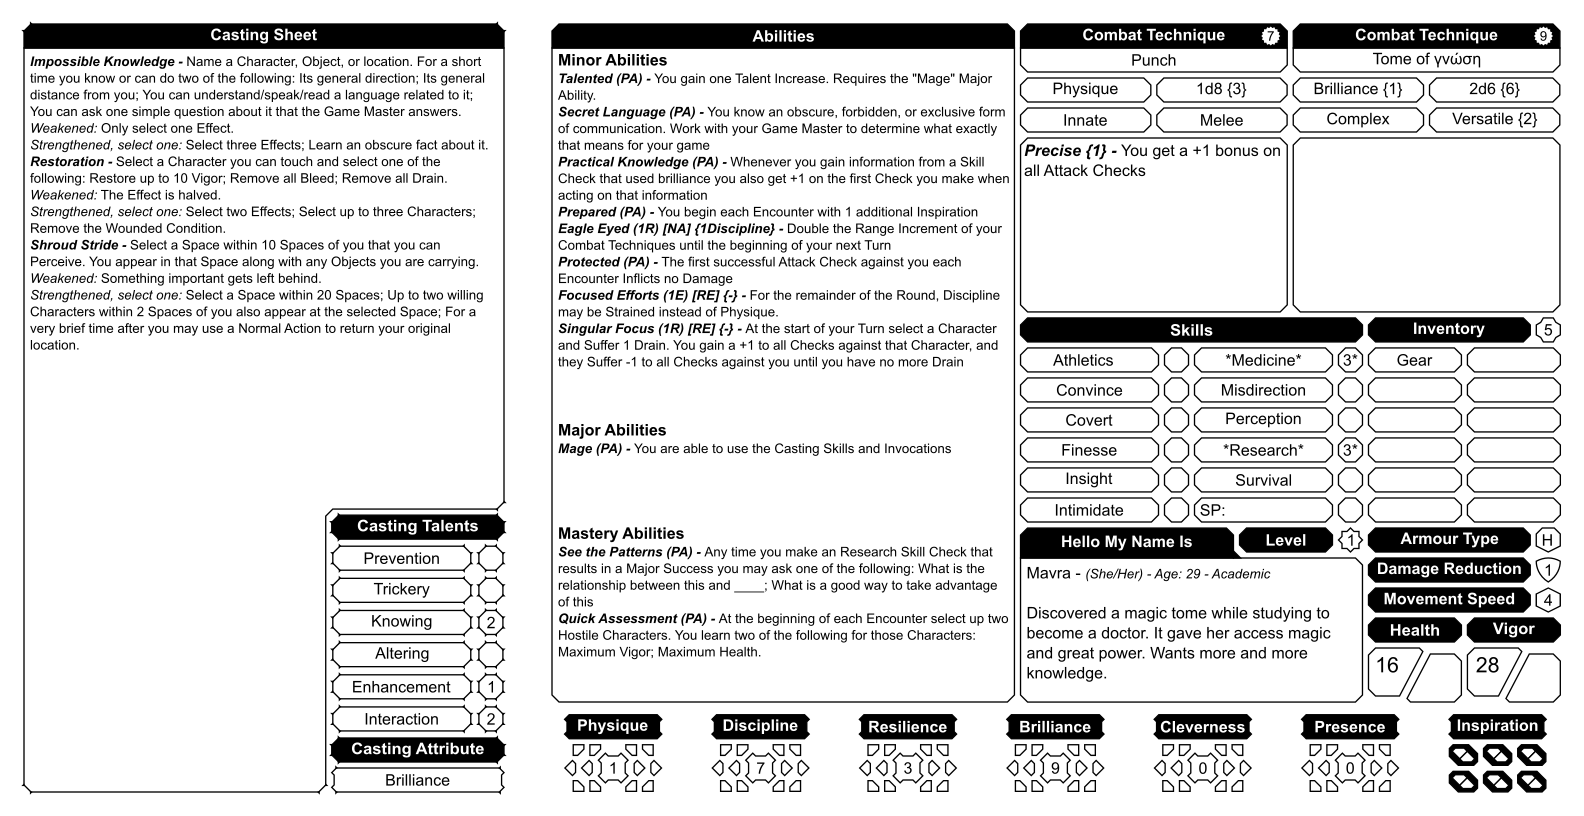 Casting Sheet
Impossible Knowledge - Name a Character, Object, or location. For a short
time you know or can do two of the following: Its general direction; Its general
distance from you; You can understand/speak/read a language related to it;
You can ask one simple question about it that the Game Master answers.
Weakened: Only select one Effect.
Strengthened, select one: Select three Effects; Learn an obscure fact about it.
Restoration - Select a Character you can touch and select one of the
following: Restore up to 10 Vigor; Remove all Bleed; Remove all Drain.
Weakened: The Effect is halved.
Strengthened, select one: Select two Effects; Select up to three Characters;
Remove the Wounded Condition.
Shroud Stride - Select a Space within 10 Spaces of you that you can
Perceive. You appear in that Space along with any Objects you are carrying.
Weakened: Something important gets left behind.
Strengthened, select one: Select a Space within 20 Spaces; Up to two willing
Characters within 2 Spaces of you also appear at the selected Space; For a
very brief time after you may use a Normal Action to return your original
location.
Casting Talents
Prevention
Trickery
Knowing 2
Altering
Enhancement 1
Interaction 2
Casting Attribute
Brilliance
Abilities
Minor Abilities
Talented (PA) - You gain one Talent Increase. Requires the "Mage" Major
Ability.
Secret Language (PA) - You know an obscure, forbidden, or exclusive form
of communication. Work with your Game Master to determine what exactly
that means for your game
Practical Knowledge (PA) - Whenever you gain information from a Skill
Check that used brilliance you also get +1 on the first Check you make when
acting on that information
Prepared (PA) - You begin each Encounter with 1 additional Inspiration
Eagle Eyed (1R) [NA] {1Discipline} - Double the Range Increment of your
Combat Techniques until the beginning of your next Turn
Protected (PA) - The first successful Attack Check against you each
Encounter Inflicts no Damage
Focused Efforts (1E) [RE] {-} - For the remainder of the Round, Discipline
may be Strained instead of Physique.
Singular Focus (1R) [RE] {-} - At the start of your Turn select a Character
and Suffer 1 Drain. You gain a +1 to all Checks against that Character, and
they Suffer -1 to all Checks against you until you have no more Drain
Major Abilities
Mage (PA) - You are able to use the Casting Skills and Invocations
Mastery Abilities
See the Patterns (PA) - Any time you make an Research Skill Check that
results in a Major Success you may ask one of the following: What is the
relationship between this and ____; What is a good way to take advantage
of this
Quick Assessment (PA) - At the beginning of each Encounter select up two
Hostile Characters. You learn two of the following for those Characters:
Maximum Vigor; Maximum Health.
Combat Technique 7
Punch
Physique 1d8 {3}
Innate Melee
Precise {1} - You get a +1 bonus on
all Attack Checks
Combat Technique 9
Tome of γνώση
Brilliance {1} 2d6 {6}
Complex Versatile {2}
Skills
Athletics *Medicine* 3*
Convince Misdirection
Covert Perception
Finesse *Research* 3*
Insight Survival
Intimidate SP:
Inventory 5
Gear
Hello My Name Is
Level 1
Mavra - (She/Her) - Age: 29 - Academic
Discovered a magic tome while studying to
become a doctor. It gave her access magic
and great power. Wants more and more
knowledge.
Armour Type H
Damage Reduction 1
Movement Speed 4
Health Vigor
16 28
Physique Discipline Resilience Brilliance Cleverness Presence Inspiration
1 7 3 9 0 0